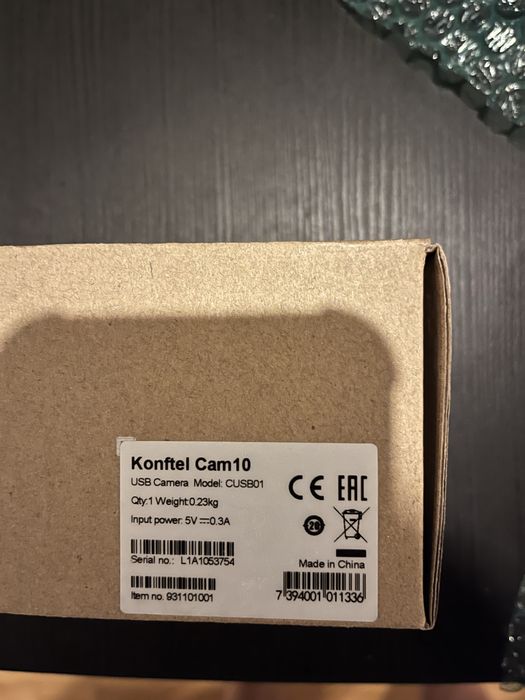 Konftel Cam10
USB Camera Model: CUSB01
Qty:1 Weight:0.23kg
Input power: 5V⎓0.3A
CE EAC
20
Serial no.: L1A1053754
Made in China
Item no. 931101001
7 394001 011336